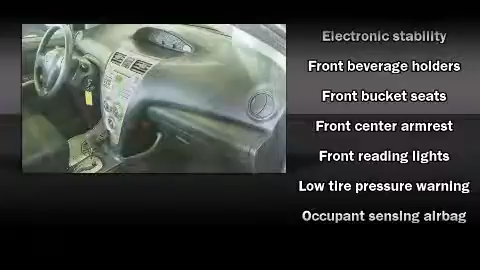 Electronic stability
Front beverage holders
Front bucket seats
Front center armrest
Front reading lights
Low tire pressure warning
Occupant sensing airbag